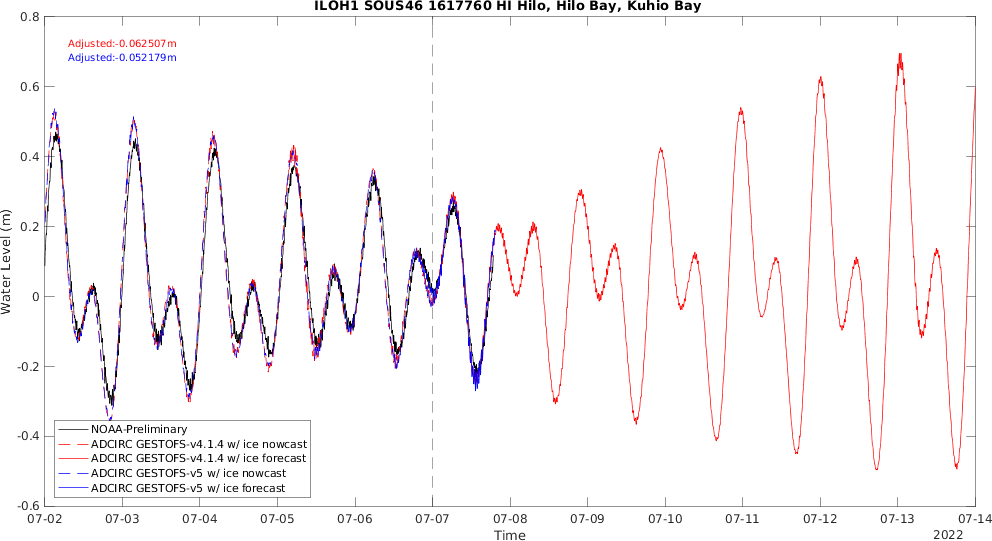 ILOH1 SOUS46 1617760 HI Hilo, Hilo Bay, Kuhio Bay
Adjusted:-0.062507m
Adjusted:-0.052179m
0.8
0.6
0.4
0.2
0
-0.2
-0.4
-0.6
Water Level (m)
NOAA-Preliminary
ADCIRC GESTOFS-v4.1.4 w/ ice nowcast
ADCIRC GESTOFS-v4.1.4 w/ ice forecast
ADCIRC GESTOFS-v5 w/ ice nowcast
ADCIRC GESTOFS-v5 w/ ice forecast
07-02 07-03 07-04 07-05 07-06 07-07 07-08 07-09 07-10 07-11 07-12 07-13 07-14
Time
2022